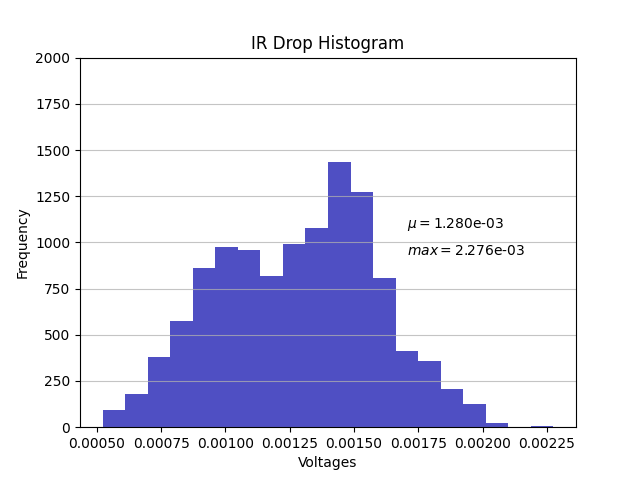 IR Drop Histogram
2000
1750
1500
1250
1000
750
500
250
0
Frequency
μ = 1.280e-03
max = 2.276e-03
0.00050 0.00075 0.00100 0.00125 0.00150 0.00175 0.00200 0.00225
Voltages